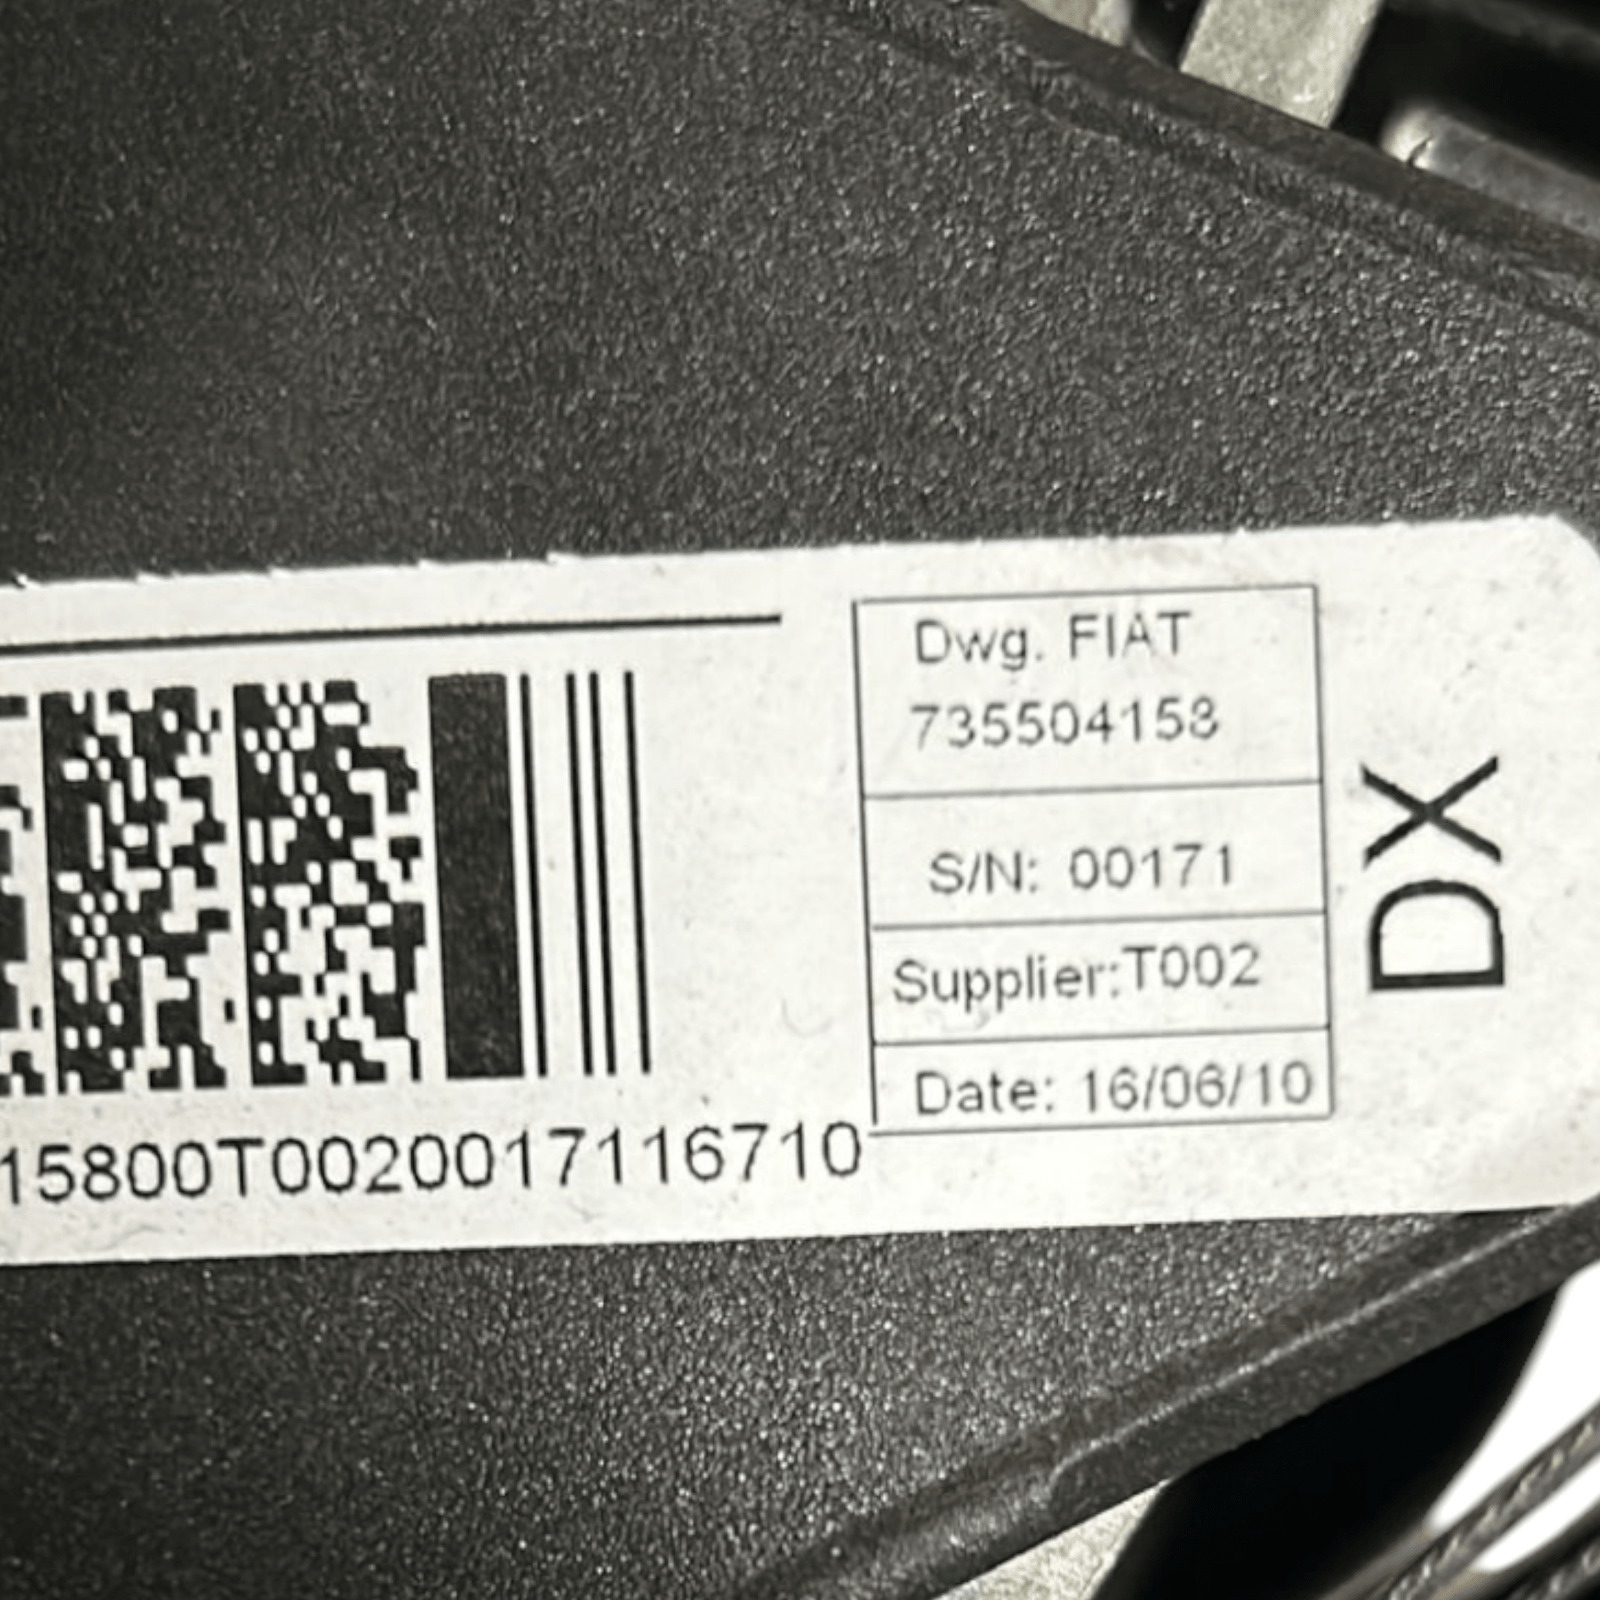 Dwg. FIAT
735504158
S/N: 00171
Supplier:T002
Date: 16/06/10
DX
15800T0020017116710